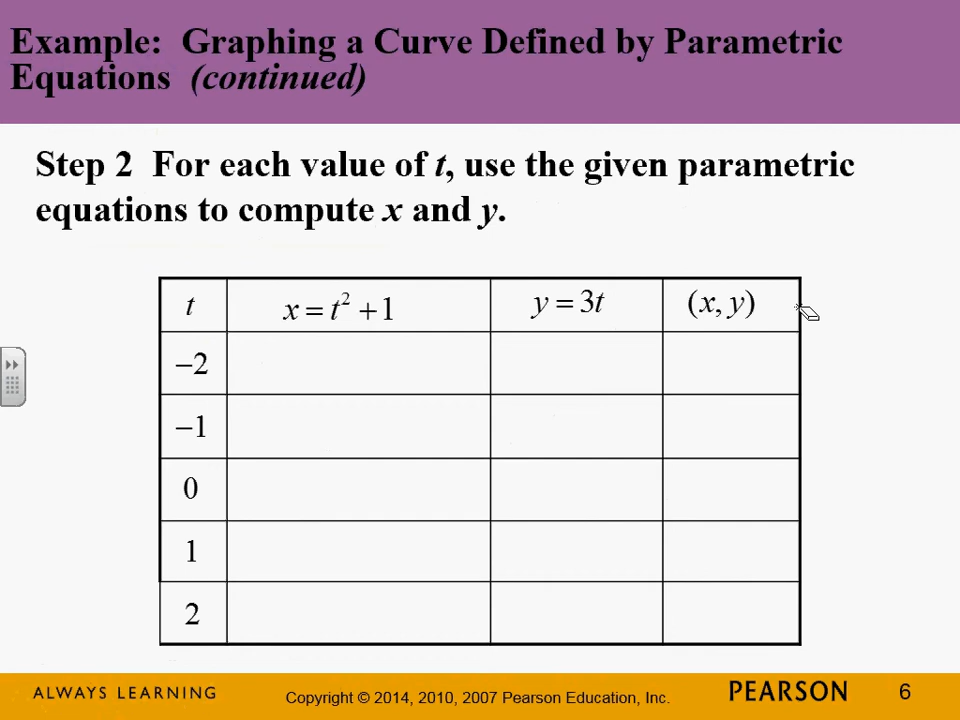 Example: Graphing a Curve Defined by Parametric
Equations (continued)
Step 2 For each value of t, use the given parametric
equations to compute x and y.
t x = t² + 1 y = 3t (x, y)
−2
−1
0
1
2
ALWAYS LEARNING Copyright © 2014, 2010, 2007 Pearson Education, Inc. PEARSON 6